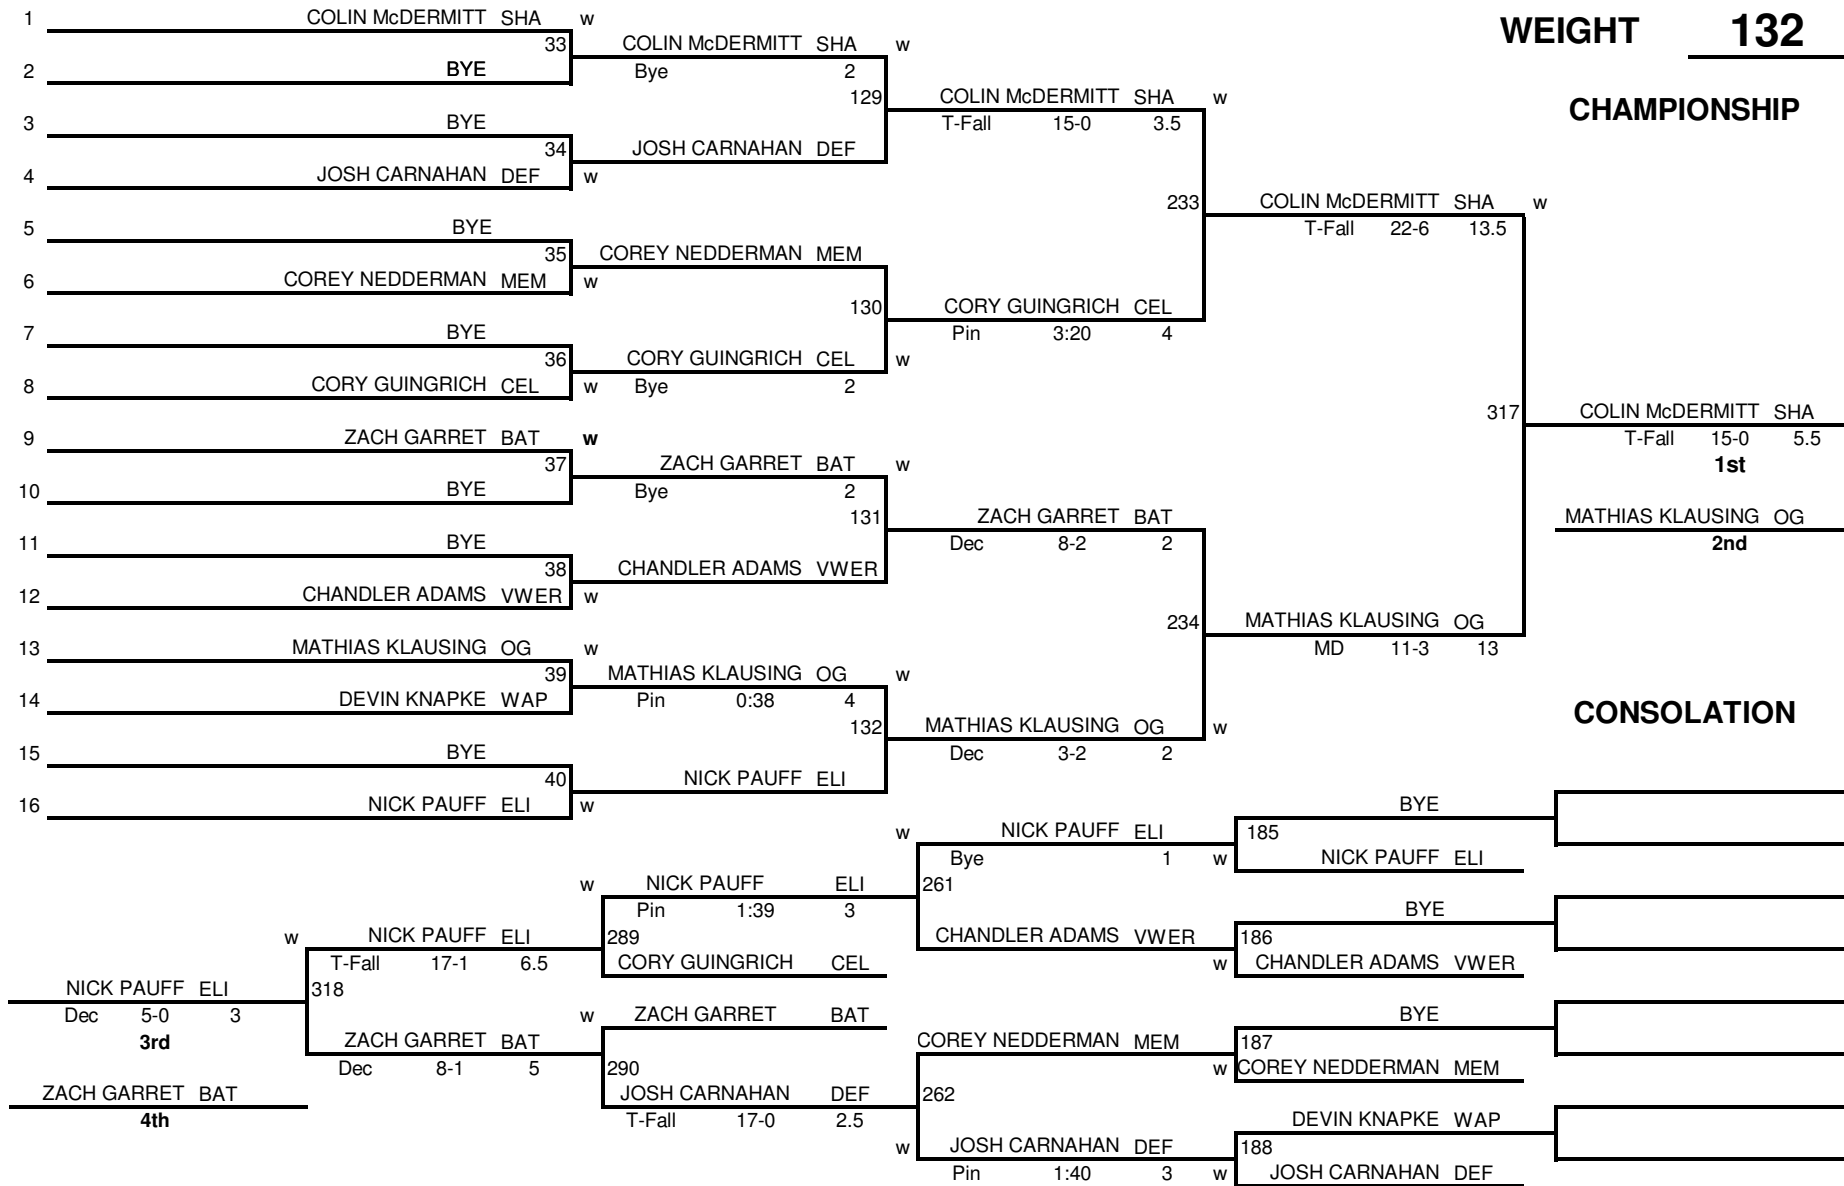 1 COLIN McDERMITT SHA w
WEIGHT 132
33 COLIN McDERMITT SHA w
2 BYE Bye 2
129 COLIN McDERMITT SHA w
CHAMPIONSHIP
3 BYE T-Fall 15-0 3.5
34 JOSH CARNAHAN DEF
4 JOSH CARNAHAN DEF w
233 COLIN McDERMITT SHA w
5 BYE T-Fall 22-6 13.5
35 COREY NEDDERMAN MEM
6 COREY NEDDERMAN MEM w
130 CORY GUINGRICH CEL
7 BYE Pin 3:20 4
36 CORY GUINGRICH CEL w
8 CORY GUINGRICH CEL w Bye 2
317 COLIN McDERMITT SHA
9 ZACH GARRET BAT w T-Fall 15-0 5.5
37 ZACH GARRET BAT w 1st
10 BYE Bye 2
131 ZACH GARRET BAT MATHIAS KLAUSING OG
11 BYE Dec 8-2 2 2nd
38 CHANDLER ADAMS VWER
12 CHANDLER ADAMS VWER w
234 MATHIAS KLAUSING OG
13 MATHIAS KLAUSING OG w MD 11-3 13
39 MATHIAS KLAUSING OG w
14 DEVIN KNAPKE WAP Pin 0:38 4
CONSOLATION
132 MATHIAS KLAUSING OG w
15 BYE Dec 3-2 2
40 NICK PAUFF ELI
16 NICK PAUFF ELI w BYE
w NICK PAUFF ELI 185
Bye 1 w NICK PAUFF ELI
w NICK PAUFF ELI 261
Pin 1:39 3 BYE
w NICK PAUFF ELI 289 CHANDLER ADAMS VWER 186
T-Fall 17-1 6.5 CORY GUINGRICH CEL w CHANDLER ADAMS VWER
NICK PAUFF ELI 318
Dec 5-0 3 w ZACH GARRET BAT BYE
3rd ZACH GARRET BAT COREY NEDDERMAN MEM 187
Dec 8-1 5 290 w COREY NEDDERMAN MEM
ZACH GARRET BAT JOSH CARNAHAN DEF 262
4th T-Fall 17-0 2.5 DEVIN KNAPKE WAP
w JOSH CARNAHAN DEF 188
Pin 1:40 3 w JOSH CARNAHAN DEF